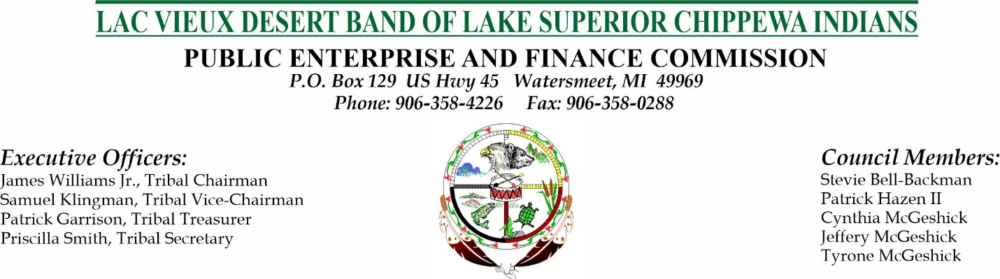 LAC VIEUX DESERT BAND OF LAKE SUPERIOR CHIPPEWA INDIANS
PUBLIC ENTERPRISE AND FINANCE COMMISSION
P.O. Box 129 US Hwy 45 Watersmeet, MI 49969
Phone: 906-358-4226 Fax: 906-358-0288
Executive Officers:
James Williams Jr., Tribal Chairman
Samuel Klingman, Tribal Vice-Chairman
Patrick Garrison, Tribal Treasurer
Priscilla Smith, Tribal Secretary
Council Members:
Stevie Bell-Backman
Patrick Hazen II
Cynthia McGeshick
Jeffery McGeshick
Tyrone McGeshick